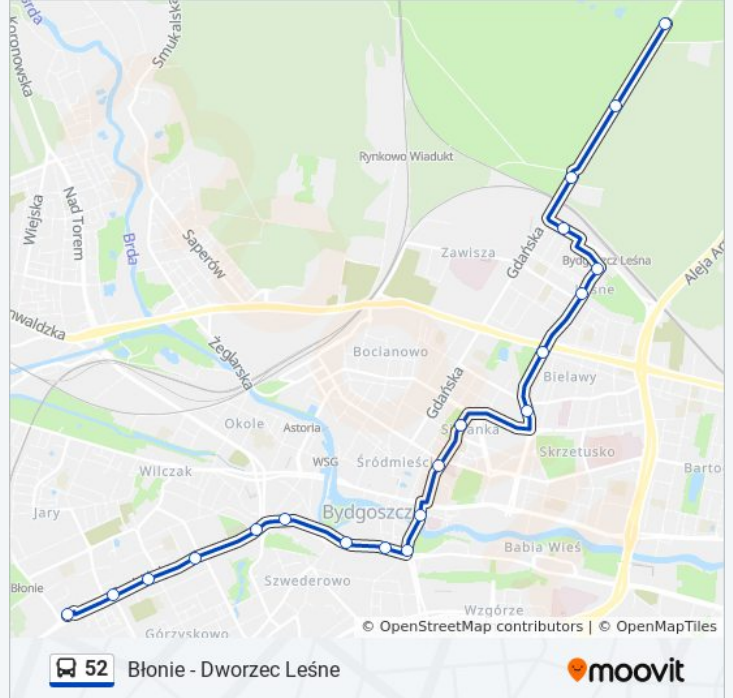 Brda
Koronowska
Smukalska
Rynkowo Wiadukt
Wiejska
Nad Torem
Brda
Saperów
Zawisza
Gdańska
Bydgoszcz Leśna
Leśne
Żeglarska
Bocianowo
Gdańska
Bielawy
Okole
Astoria
WSG
Śródmieście
Skrzetusko
Wilczak
Jary
Bydgoszcz
Babia Wieś
Błonie
Szwederowo
Wzgórze
Górzyskowo
© OpenStreetMap contributors | © OpenMapTiles
52 Błonie - Dworzec Leśne
moovit